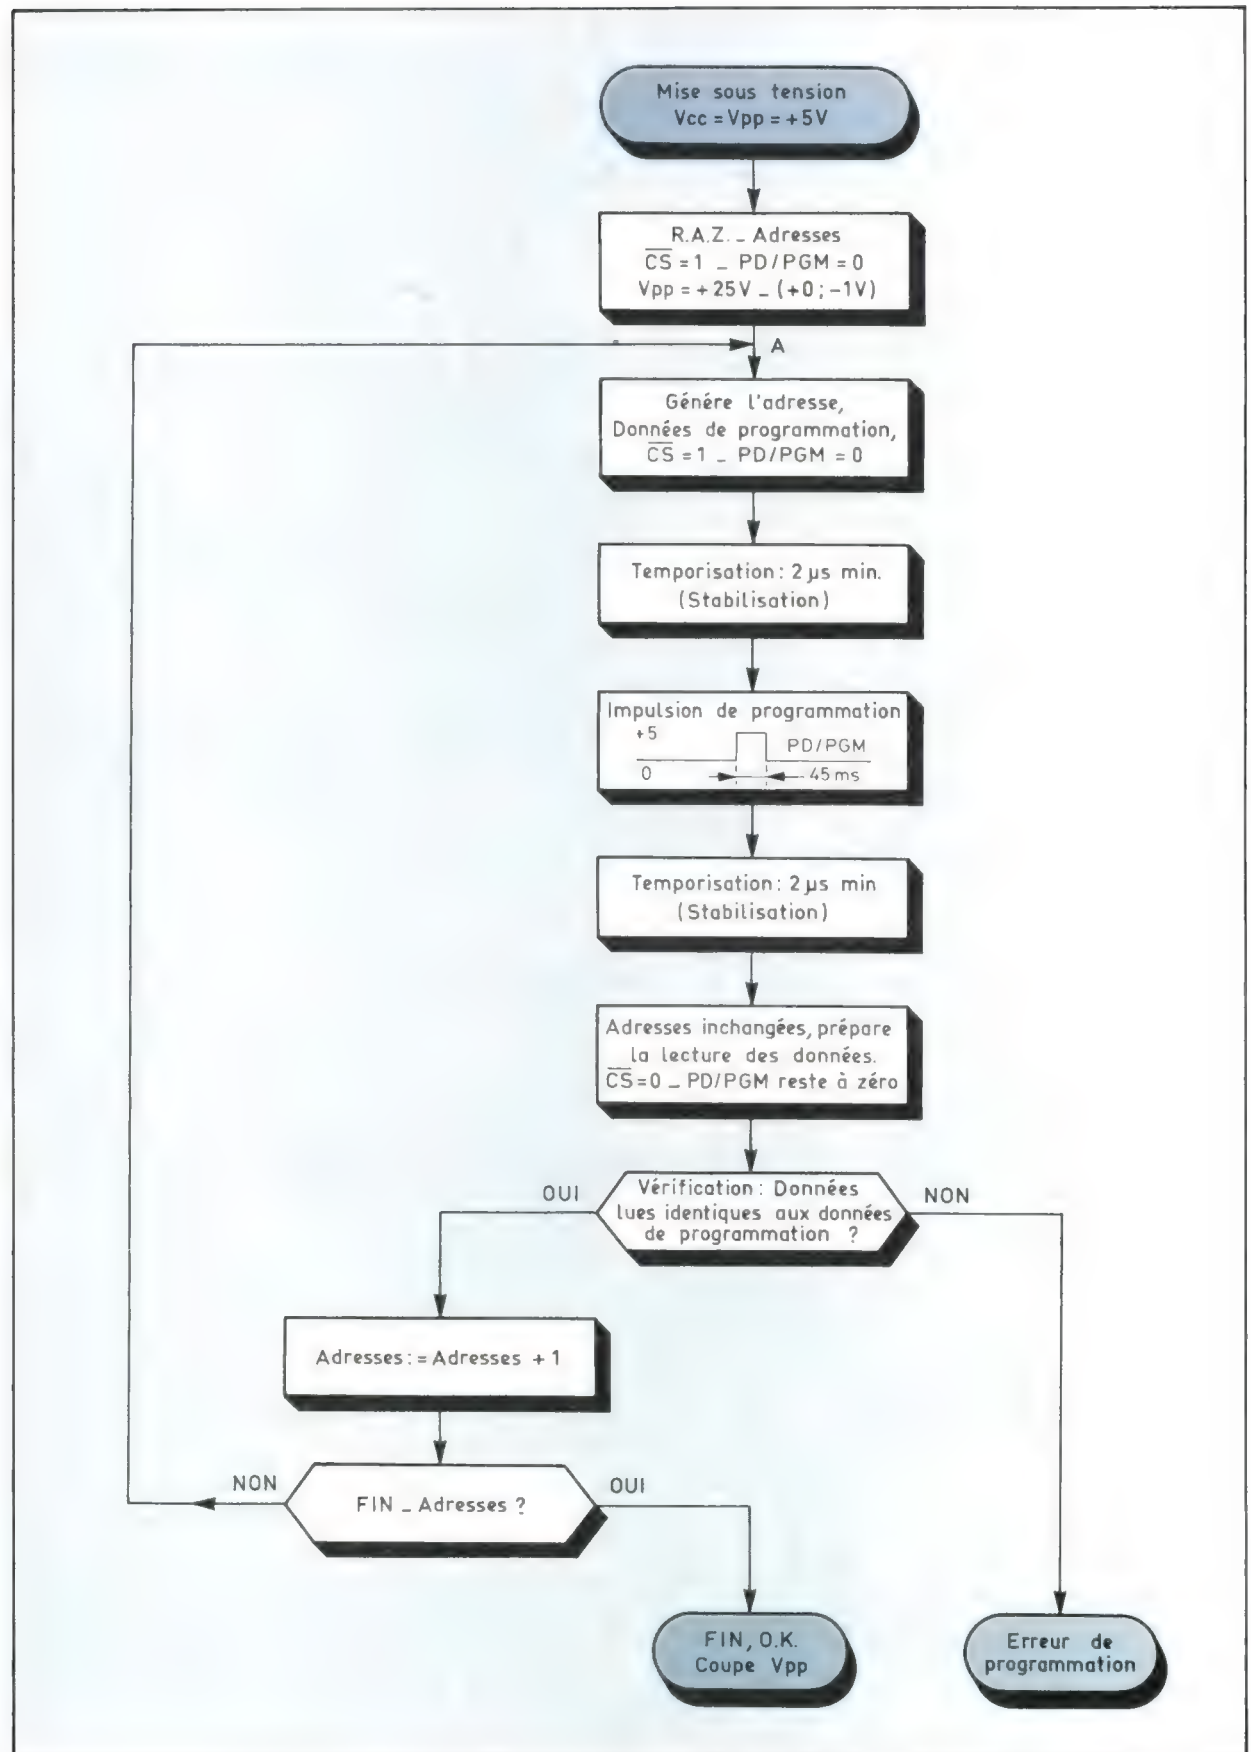 Mise sous tension
Vcc = Vpp = +5V
R.A.Z. _ Adresses
C̅S̅ = 1 _ PD/PGM = 0
Vpp = +25V _ (+0 ; -1V)
A
Génére l'adresse,
Données de programmation,
C̅S̅ = 1 _ PD/PGM = 0
Temporisation : 2 µs min.
(Stabilisation)
Impulsion de programmation
+5
PD/PGM
0
45 ms
Temporisation : 2 µs min
(Stabilisation)
Adresses inchangées, prépare
la lecture des données.
C̅S̅ = 0 _ PD/PGM reste à zéro
OUI
Vérification : Données
lues identiques aux données
de programmation ?
NON
Adresses : = Adresses + 1
NON
FIN _ Adresses ?
OUI
FIN, O.K.
Coupe Vpp
Erreur de
programmation